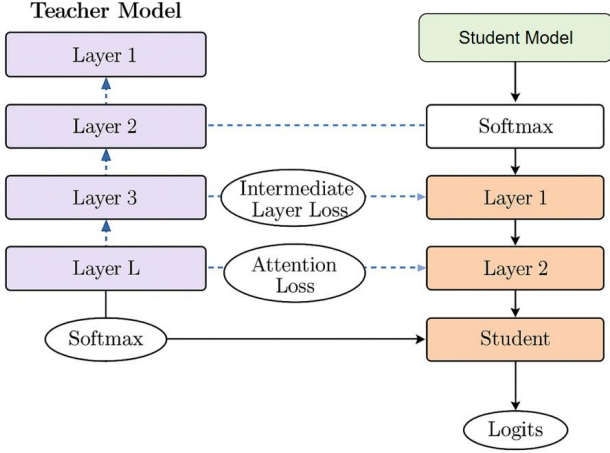 Teacher Model
Student Model
Layer 1
Layer 2
Softmax
Layer 3
Intermediate
Layer Loss
Layer 1
Layer L
Attention
Loss
Layer 2
Softmax
Student
Logits